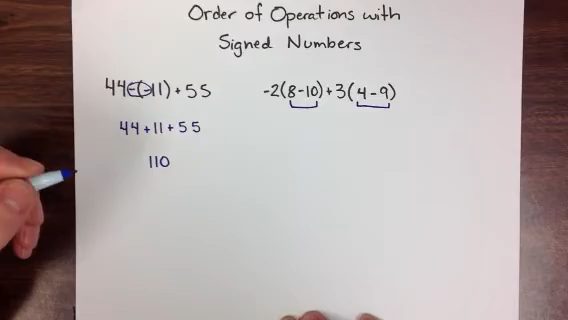 Order of Operations with
Signed Numbers
44-(-11)+55
44+11+55
110
-2(8-10)+3(4-9)